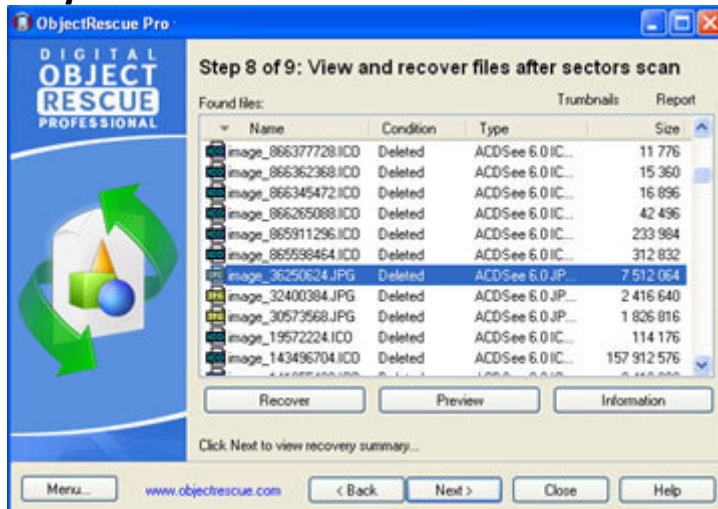 ObjectRescue Pro
DIGITAL
OBJECT
RESCUE
PROFESSIONAL
Step 8 of 9: View and recover files after sectors scan
Found files:
Trumbnails Report
Name Condition Type Size
image_866377728.ICO Deleted ACDSee 6.0 IC... 11 776
image_866362368.ICO Deleted ACDSee 6.0 IC... 15 360
image_866345472.ICO Deleted ACDSee 6.0 IC... 16 896
image_866265088.ICO Deleted ACDSee 6.0 IC... 42 496
image_865911296.ICO Deleted ACDSee 6.0 IC... 233 984
image_865598464.ICO Deleted ACDSee 6.0 IC... 312 832
image_36250624.JPG Deleted ACDSee 6.0 JP... 7 512 064
image_32400384.JPG Deleted ACDSee 6.0 JP... 2 416 640
image_30573568.JPG Deleted ACDSee 6.0 JP... 1 826 816
image_19572224.ICO Deleted ACDSee 6.0 IC... 114 176
image_143496704.ICO Deleted ACDSee 6.0 IC... 157 912 576
Recover Preview Information
Click Next to view recovery summary...
Menu... www.objectrescue.com < Back Next > Close Help